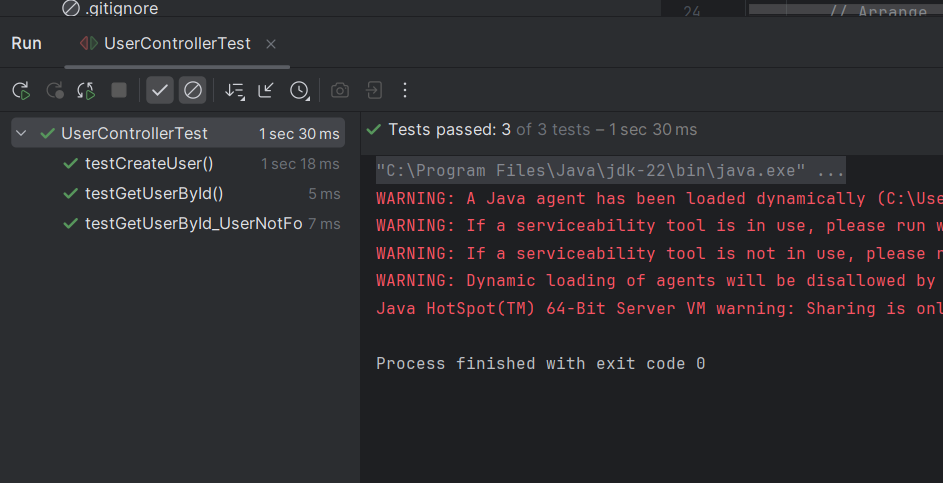 .gitignore
24 // Arrange
Run UserControllerTest
UserControllerTest 1 sec 30 ms
testCreateUser() 1 sec 18 ms
testGetUserById() 5 ms
testGetUserById_UserNotFo 7 ms
Tests passed: 3 of 3 tests – 1 sec 30 ms
"C:\Program Files\Java\jdk-22\bin\java.exe" ...
WARNING: A Java agent has been loaded dynamically (C:\Use
WARNING: If a serviceability tool is in use, please run w
WARNING: If a serviceability tool is not in use, please r
WARNING: Dynamic loading of agents will be disallowed by
Java HotSpot(TM) 64-Bit Server VM warning: Sharing is onl
Process finished with exit code 0